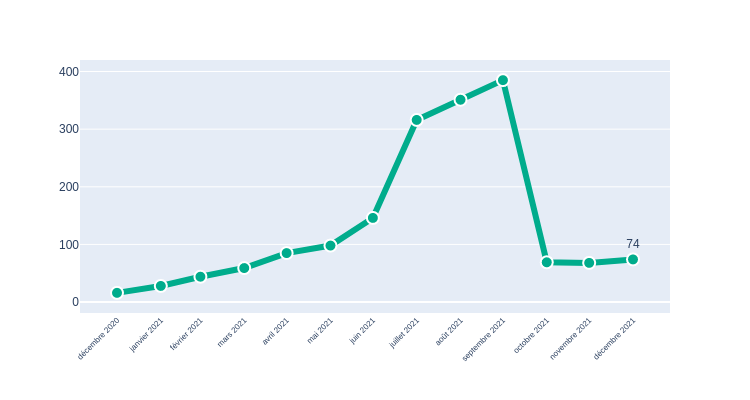 400
300
200
100
0
74
décembre 2020
janvier 2021
février 2021
mars 2021
avril 2021
mai 2021
juin 2021
juillet 2021
août 2021
septembre 2021
octobre 2021
novembre 2021
décembre 2021